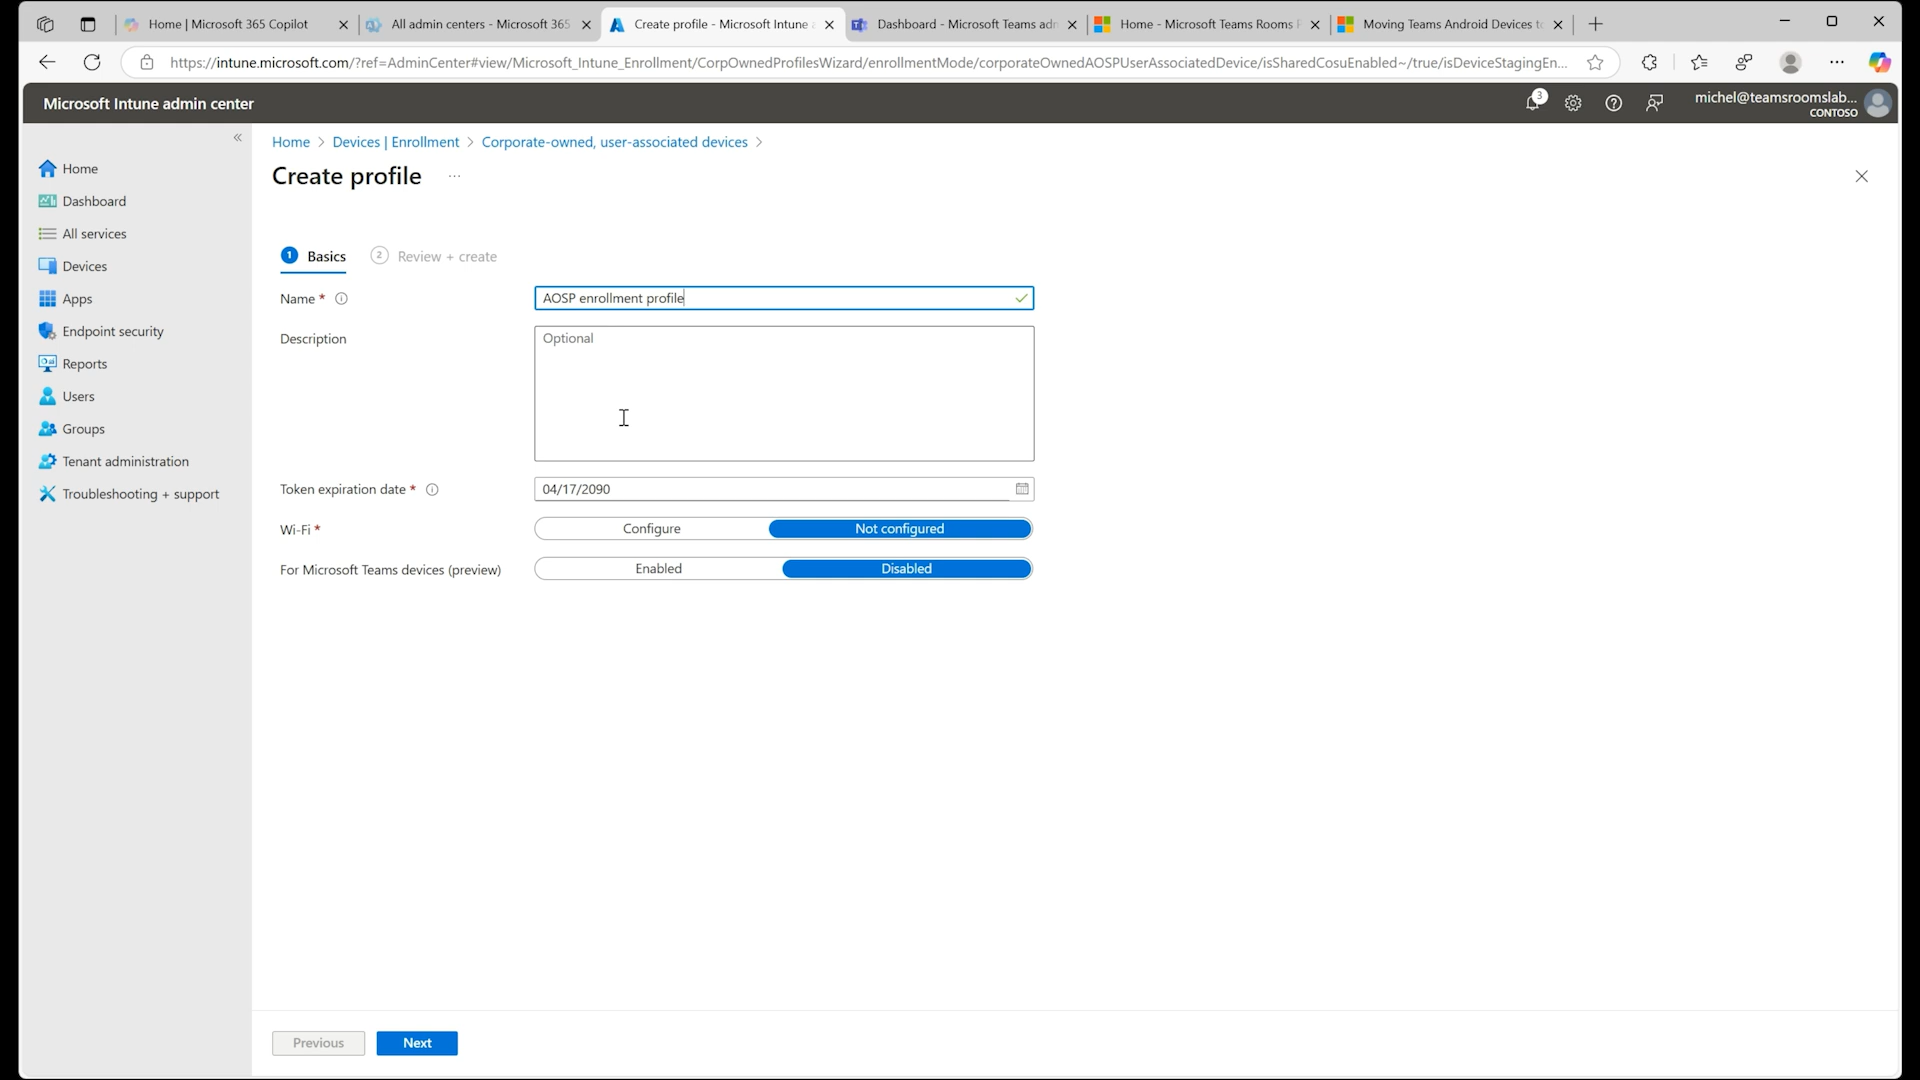 Home | Microsoft 365 Copilot
All admin centers - Microsoft 365
Create profile - Microsoft Intune a
Dashboard - Microsoft Teams adm
Home - Microsoft Teams Rooms P
Moving Teams Android Devices to
https://intune.microsoft.com/?ref=AdminCenter#view/Microsoft_Intune_Enrollment/CorpOwnedProfilesWizard/enrollmentMode/corporateOwnedAOSPUserAssociatedDevice/isSharedCosuEnabled~/true/isDeviceStagingEn...
Microsoft Intune admin center
3
michel@teamsroomslab...
CONTOSO
Home
Dashboard
All services
Devices
Apps
Endpoint security
Reports
Users
Groups
Tenant administration
Troubleshooting + support
Home > Devices | Enrollment > Corporate-owned, user-associated devices >
Create profile ...
1 Basics
2 Review + create
Name *
AOSP enrollment profile
Description
Optional
Token expiration date *
04/17/2090
Wi-Fi *
Configure
Not configured
For Microsoft Teams devices (preview)
Enabled
Disabled
Previous
Next